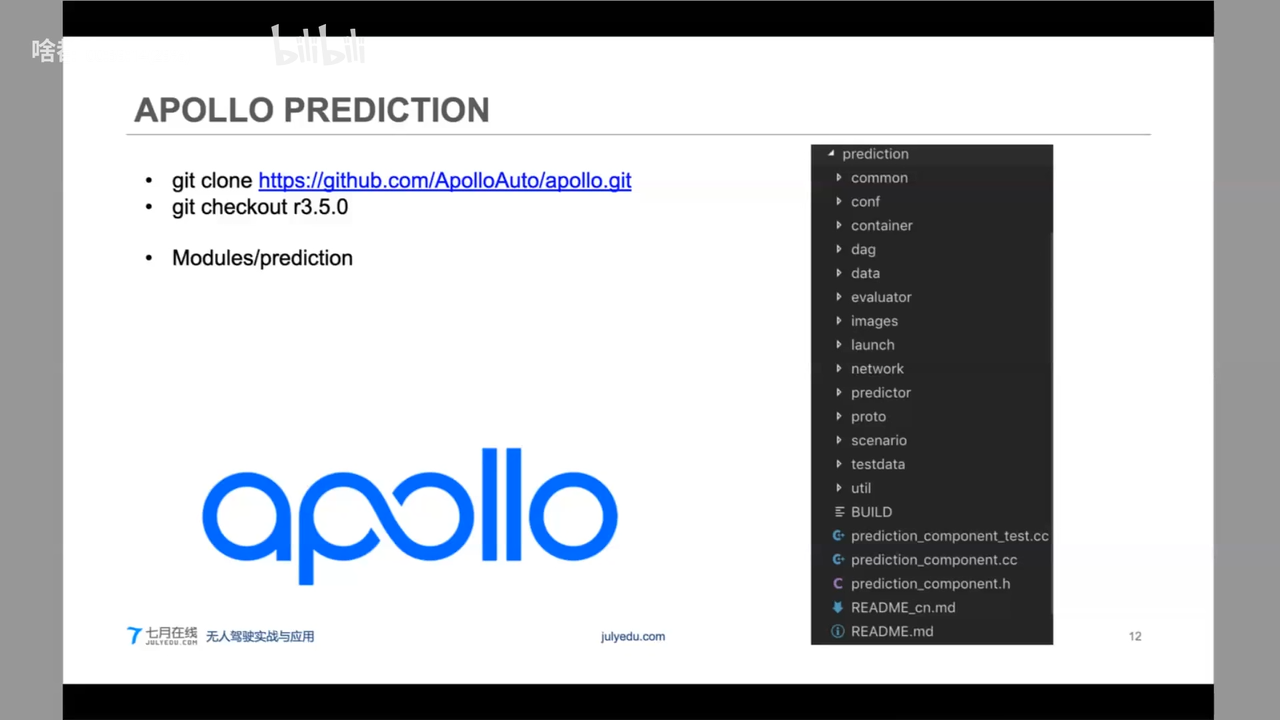 啥
bilibili
APOLLO PREDICTION
• git clone https://github.com/ApolloAuto/apollo.git
• git checkout r3.5.0
• Modules/prediction
prediction
common
conf
container
dag
data
evaluator
images
launch
network
predictor
proto
scenario
testdata
util
BUILD
prediction_component_test.cc
prediction_component.cc
prediction_component.h
README_cn.md
README.md
apollo
七月在线
JULYEDU.COM
无人驾驶实战与应用
julyedu.com
12